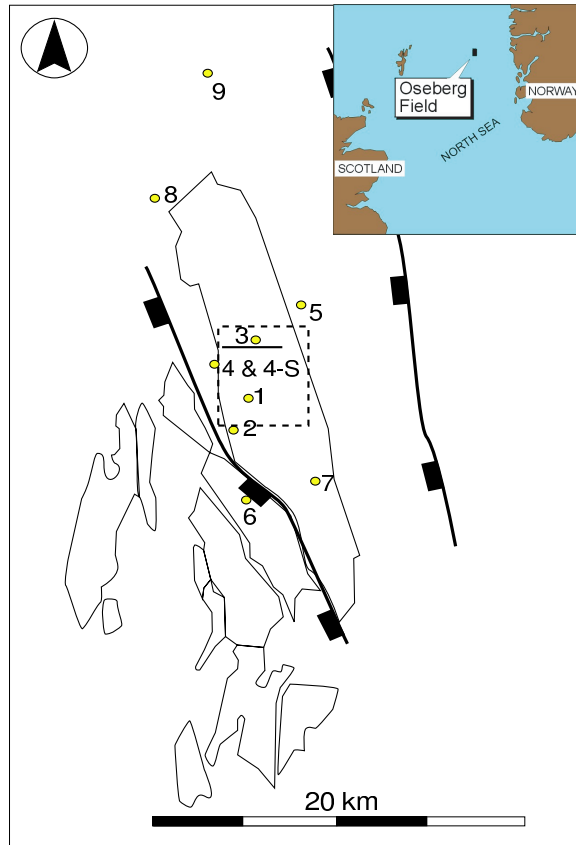 9
Oseberg
Field
NORWAY
NORTH SEA
SCOTLAND
8
5
3
4 & 4-S
1
2
7
6
20 km